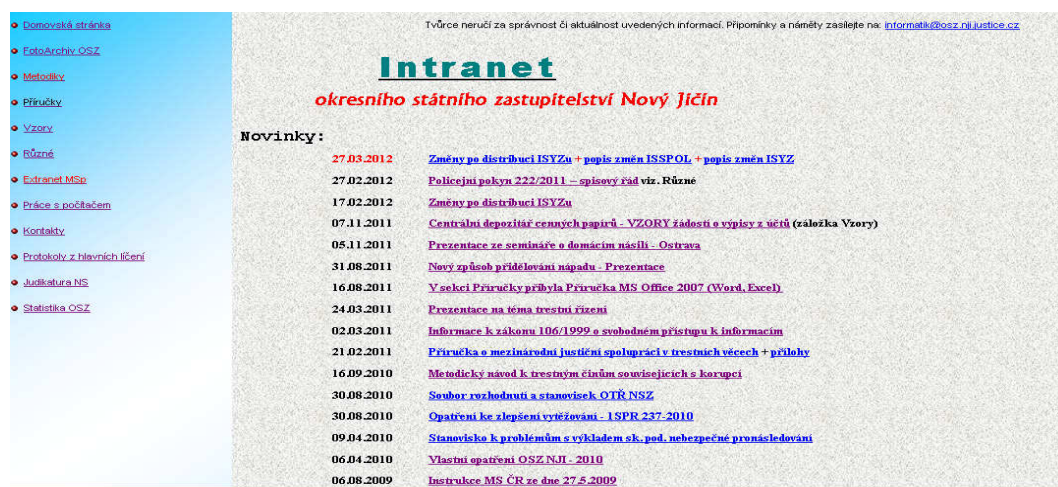 Domovská stránka
FotoArchiv OSZ
Metodiky
Příručky
Vzory
Různé
Extranet MSp
Práce s počítačem
Kontakty
Protokoly z hlavních líčení
Judikatura NS
Statistika OSZ
Tvůrce neručí za správnost či aktuálnost uvedených informací. Připomínky a náměty zasílejte na: informatik@osz.nji.justice.cz
Intranet
okresního státního zastupitelství Nový Jičín
Novinky:
27.03.2012 Změny po distribuci ISYZu + popis změn ISSPOL + popis změn ISYZ
27.02.2012 Policejní pokyn 222/2011 – spisový řád viz. Různé
17.02.2012 Změny po distribuci ISYZu
07.11.2011 Centrální depozitář cenných papírů - VZORY žádostí o výpisy z účtů (záložka Vzory)
05.11.2011 Prezentace ze semináře o domácím násilí - Ostrava
31.08.2011 Nový způsob přidělování nápadu - Prezentace
16.08.2011 V sekci Příručky přibyla Příručka MS Office 2007 (Word, Excel)
24.03.2011 Prezentace na téma trestní řízení
02.03.2011 Informace k zákonu 106/1999 o svobodném přístupu k informacím
21.02.2011 Příručka o mezinárodní justiční spolupráci v trestních věcech + přílohy
16.09.2010 Metodický návod k trestným činům souvisejících s korupcí
30.08.2010 Soubor rozhodnutí a stanovisek OTŘ NSZ
30.08.2010 Opatření ke zlepšení vytěžování - 1SPR 237-2010
09.04.2010 Stanovisko k problémům s výkladem sk. pod. nebezpečné pronásledování
06.04.2010 Vlastní opatření OSZ NJI - 2010
06.08.2009 Instrukce MS ČR ze dne 27.5.2009